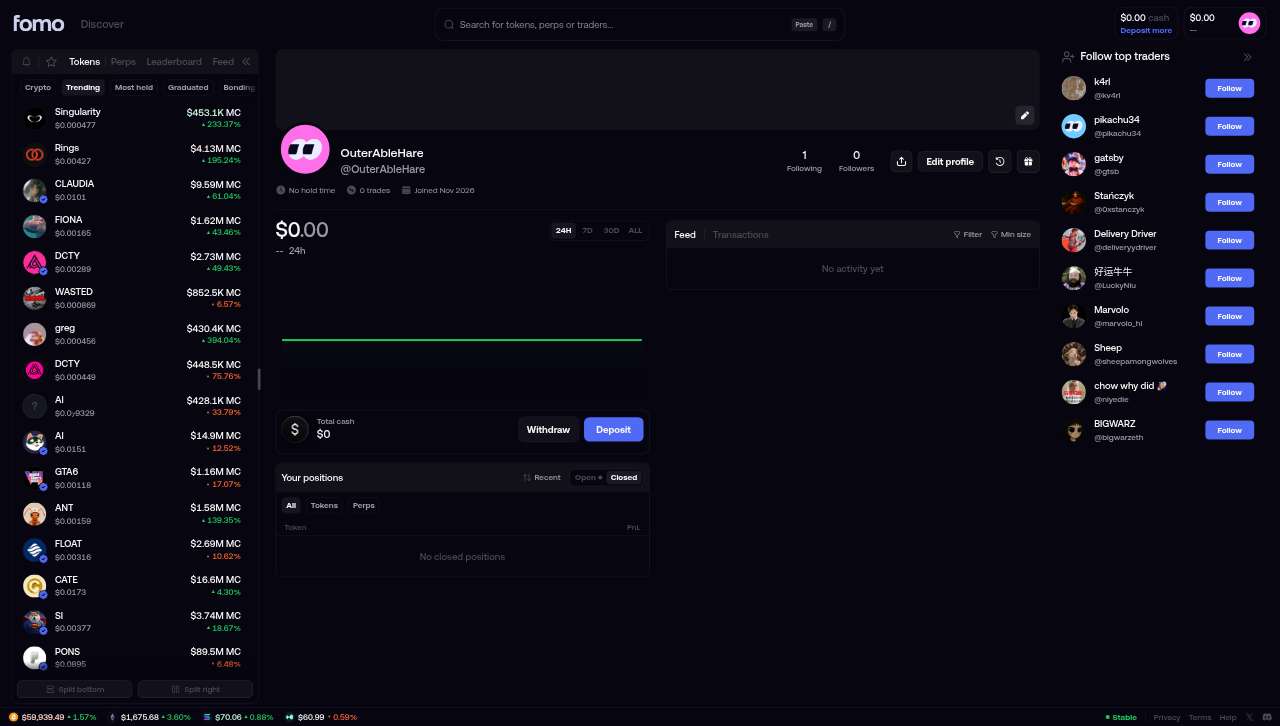 fomo Discover
Search for tokens, perps or traders...
Paste /
$0.00 cash
Deposit more
$0.00
—
Tokens Perps Leaderboard Feed
Crypto Trending Most held Graduated Bonding
Singularity $453.1K MC
$0.000477 233.37%
Rings $4.13M MC
$0.00427 195.24%
CLAUDIA $9.59M MC
$0.0101 61.04%
FIONA $1.62M MC
$0.00165 43.46%
DCTY $2.73M MC
$0.00289 49.43%
WASTED $852.5K MC
$0.000869 6.57%
greg $430.4K MC
$0.000456 394.04%
DCTY $448.5K MC
$0.000449 75.76%
AI $428.1K MC
? 33.79%
AI $14.9M MC
$0.0151 12.52%
GTA6 $1.16M MC
$0.00118 17.07%
ANT $1.58M MC
$0.00159 139.35%
FLOAT $2.69M MC
$0.00316 10.62%
CATE $16.6M MC
$0.0173 4.30%
SI $3.74M MC
$0.00377 18.67%
PONS $89.5M MC
$0.0895 6.48%
Split bottom Split right
OuterAbleHare
@OuterAbleHare
1 Following
0 Followers
Edit profile
No hold time 0 trades Joined Nov 2026
$0.00
-- 24h
24H 7D 30D ALL
Total cash
$0
Withdraw Deposit
Your positions Recent Open Closed
All Tokens Perps
Token PnL
No closed positions
Feed Transactions Filter Min size
No activity yet
Follow top traders
k4rl
@kv4rl
Follow
pikachu34
@pikachu34
Follow
gatsby
@gtsb
Follow
Stańczyk
@0xstanczyk
Follow
Delivery Driver
@deliveryydriver
Follow
好运牛牛
@LuckyNiu
Follow
Marvolo
@marvolo_hl
Follow
Sheep
@sheepamongwolves
Follow
chow why did
@niyedie
Follow
BIGWARZ
@bigwarzeth
Follow
$59,939.49 1.57% $1,675.68 3.60% $70.06 0.88% $60.99 0.59%
Stable Privacy Terms Help